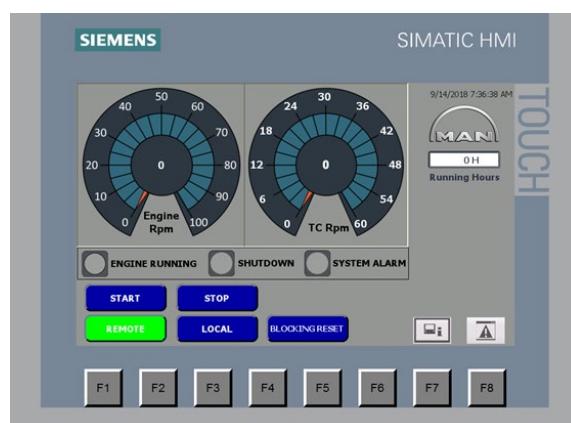 SIEMENS
SIMATIC HMI
TOUCH
9/14/2018 7:36:38 AM
MAN
0 H
Running Hours
0 10 20 30 40 50 60 70 80 90 100
0
Engine
Rpm
0 6 12 18 24 30 36 42 48 54 60
0
TC Rpm
ENGINE RUNNING
SHUTDOWN
SYSTEM ALARM
START
STOP
REMOTE
LOCAL
BLOCKING RESET
i
F1
F2
F3
F4
F5
F6
F7
F8